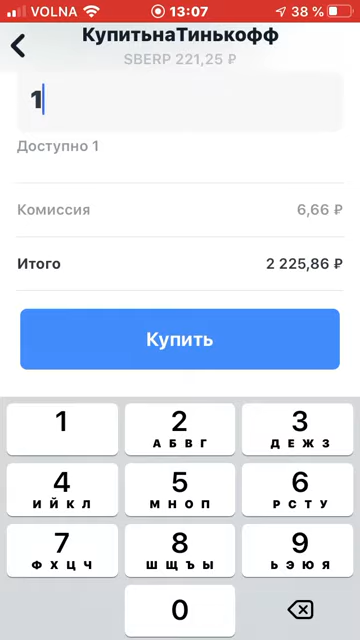 VOLNA 13:07 38 %
КупитьнаТинькофф
SBERP 221,25 ₽
1
Доступно 1
Комиссия 6,66 ₽
Итого 2 225,86 ₽
Купить
1 2 3
АБВГ ДЕЖЗ
4 5 6
ИЙКЛ МНОП РСТУ
7 8 9
ФХЦЧ ШЩЪЫ ЬЭЮЯ
0